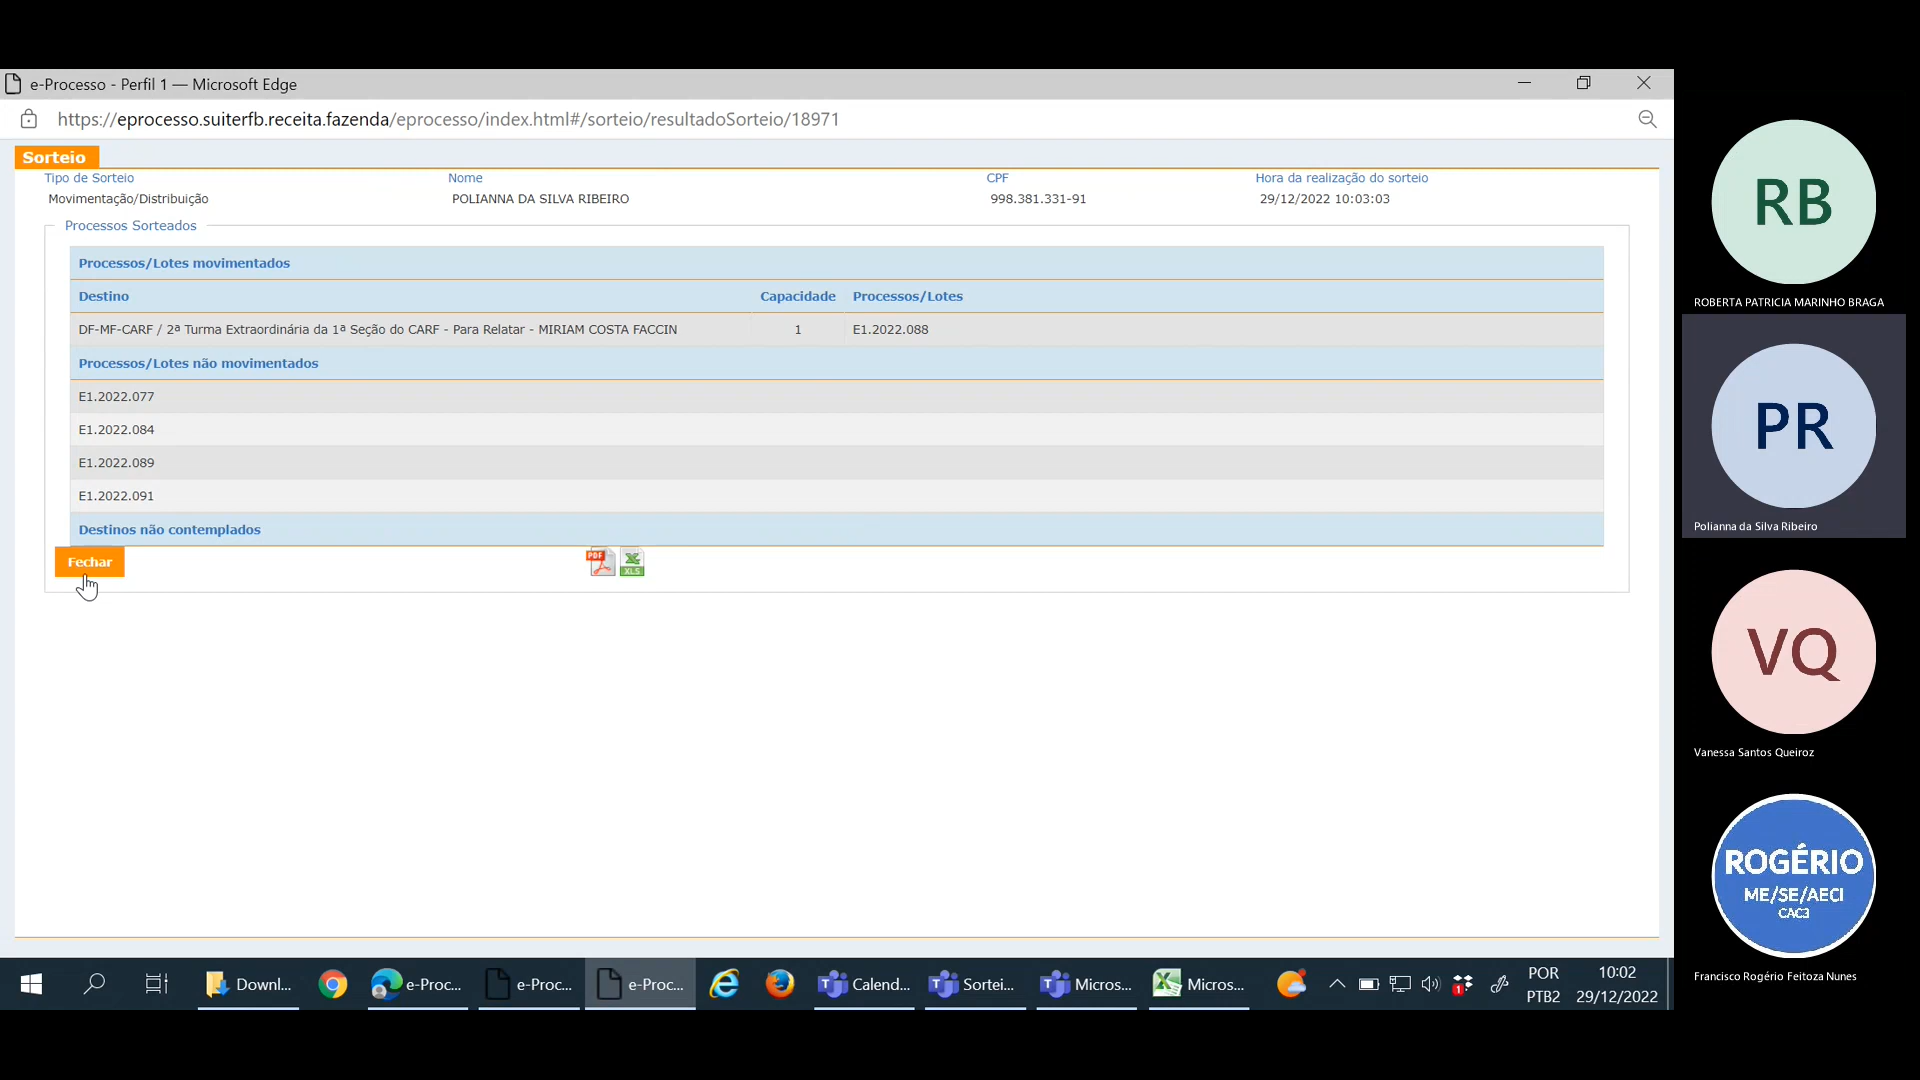 e-Processo - Perfil 1 — Microsoft Edge
https://eprocesso.suiterfb.receita.fazenda/eprocesso/index.html#/sorteio/resultadoSorteio/18971
Sorteio
Tipo de Sorteio Nome CPF Hora da realização do sorteio
Movimentação/Distribuição POLIANNA DA SILVA RIBEIRO 998.381.331-91 29/12/2022 10:03:03
Processos Sorteados
Processos/Lotes movimentados
Destino Capacidade Processos/Lotes
DF-MF-CARF / 2ª Turma Extraordinária da 1ª Seção do CARF - Para Relatar - MIRIAM COSTA FACCIN 1 E1.2022.088
Processos/Lotes não movimentados
E1.2022.077
E1.2022.084
E1.2022.089
E1.2022.091
Destinos não contemplados
Fechar PDF XLS
RB
ROBERTA PATRICIA MARINHO BRAGA
PR
Polianna da Silva Ribeiro
VQ
Vanessa Santos Queiroz
ROGÉRIO
ME/SE/AECI
CAC3
Francisco Rogério Feitoza Nunes
Downl... e-Proc... e-Proc... e-Proc... Calend... Sortei... Micros... Micros... 1
POR 10:02
PTB2 29/12/2022